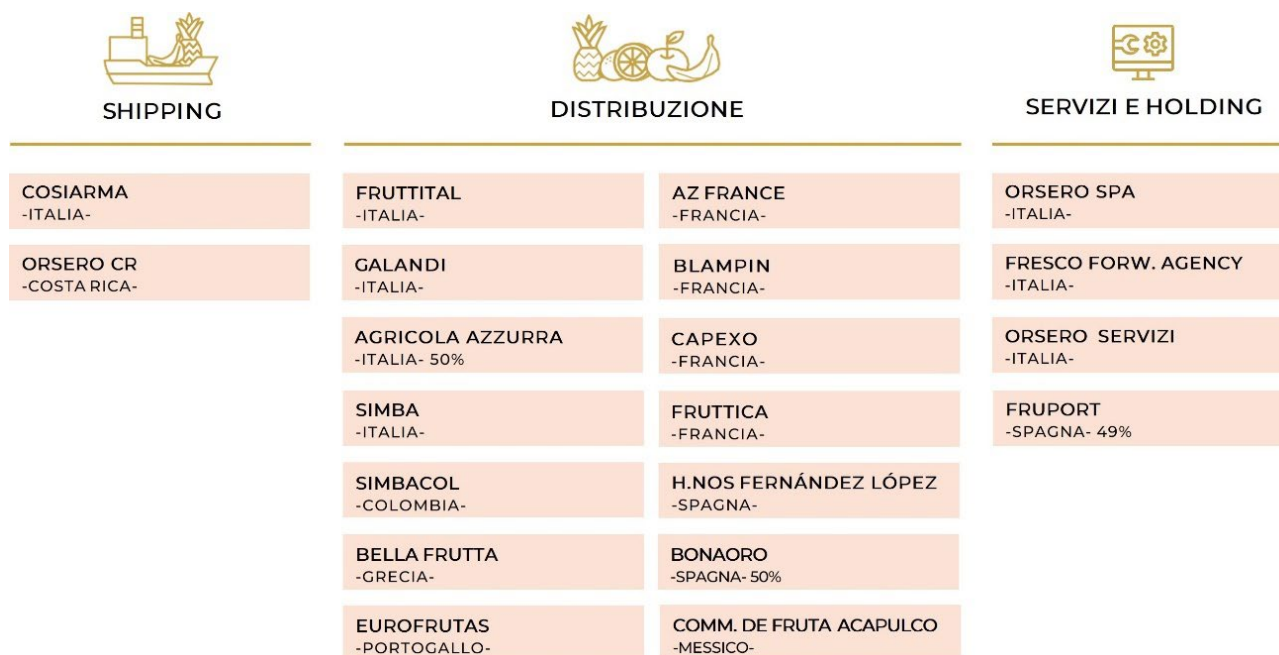 SHIPPING
COSIARMA
-ITALIA-
ORSERO CR
-COSTA RICA-
DISTRIBUZIONE
FRUTTITAL
-ITALIA-
GALANDI
-ITALIA-
AGRICOLA AZZURRA
-ITALIA- 50%
SIMBA
-ITALIA-
SIMBACOL
-COLOMBIA-
BELLA FRUTTA
-GRECIA-
EUROFRUTAS
-PORTOGALLO-
AZ FRANCE
-FRANCIA-
BLAMPIN
-FRANCIA-
CAPEXO
-FRANCIA-
FRUTTICA
-FRANCIA-
H.NOS FERNÁNDEZ LÓPEZ
-SPAGNA-
BONAORO
-SPAGNA- 50%
COMM. DE FRUTA ACAPULCO
-MESSICO-
SERVIZI E HOLDING
ORSERO SPA
-ITALIA-
FRESCO FORW. AGENCY
-ITALIA-
ORSERO SERVIZI
-ITALIA-
FRUPORT
-SPAGNA- 49%